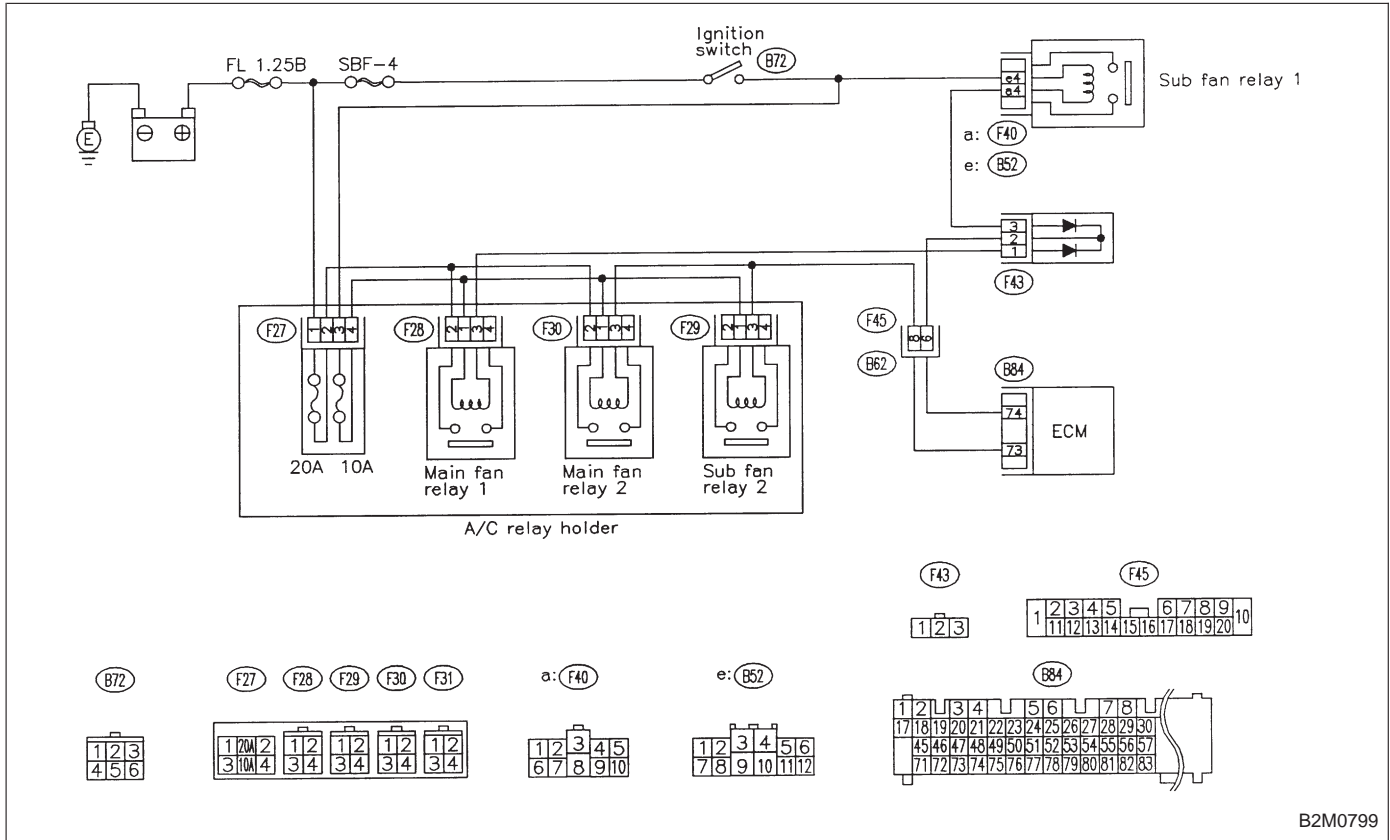 Ignition
switch
B72
FL 1.25B
SBF-4
E
⊖ ⊕
e4
a4
Sub fan relay 1
a: F40
e: B52
3
2
1
F43
F27
1 2 3 4
F28
2 1 3 4
F30
2 1 3 4
F29
2 1 3 4
F45
8 6
B62
B84
74
73
ECM
20A 10A
Main fan
relay 1
Main fan
relay 2
Sub fan
relay 2
A/C relay holder
F43
1 2 3
F45
1 2 3 4 5 6 7 8 9 10
11 12 13 14 15 16 17 18 19 20
B72
1 2 3
4 5 6
F27 F28 F29 F30 F31
1 20A 2 1 2 1 2 1 2 1 2
3 10A 4 3 4 3 4 3 4 3 4
a: F40
1 2 3 4 5
6 7 8 9 10
e: B52
1 2 3 4 5 6
7 8 9 10 11 12
B84
1 2 3 4 5 6 7 8
17 18 19 20 21 22 23 24 25 26 27 28 29 30
45 46 47 48 49 50 51 52 53 54 55 56 57
71 72 73 74 75 76 77 78 79 80 81 82 83
B2M0799